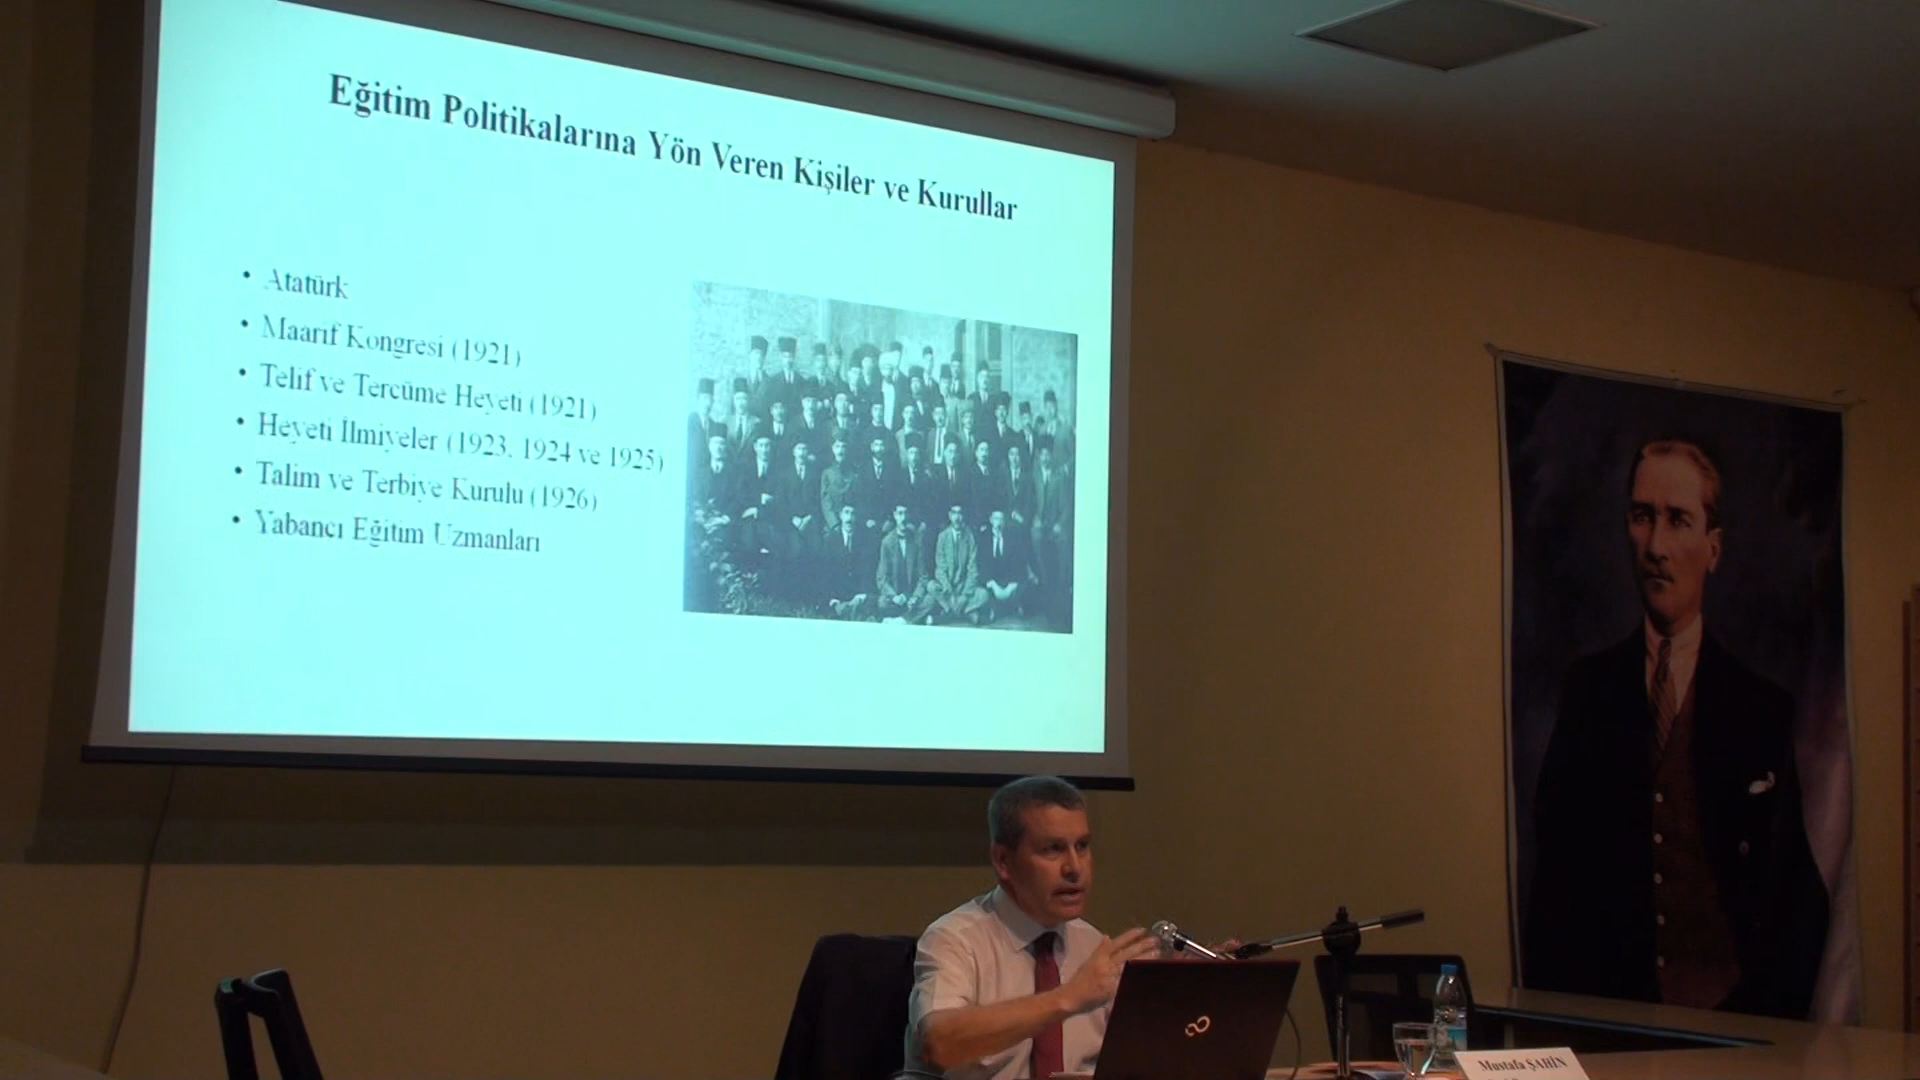 Eğitim Politikalarına Yön Veren Kişiler ve Kurullar
• Atatürk
• Maarif Kongresi (1921)
• Telif ve Tercüme Heyeti (1921)
• Heyeti İlmiyeler (1923, 1924 ve 1925)
• Talim ve Terbiye Kurulu (1926)
• Yabancı Eğitim Uzmanları
Mustafa ŞAHİN